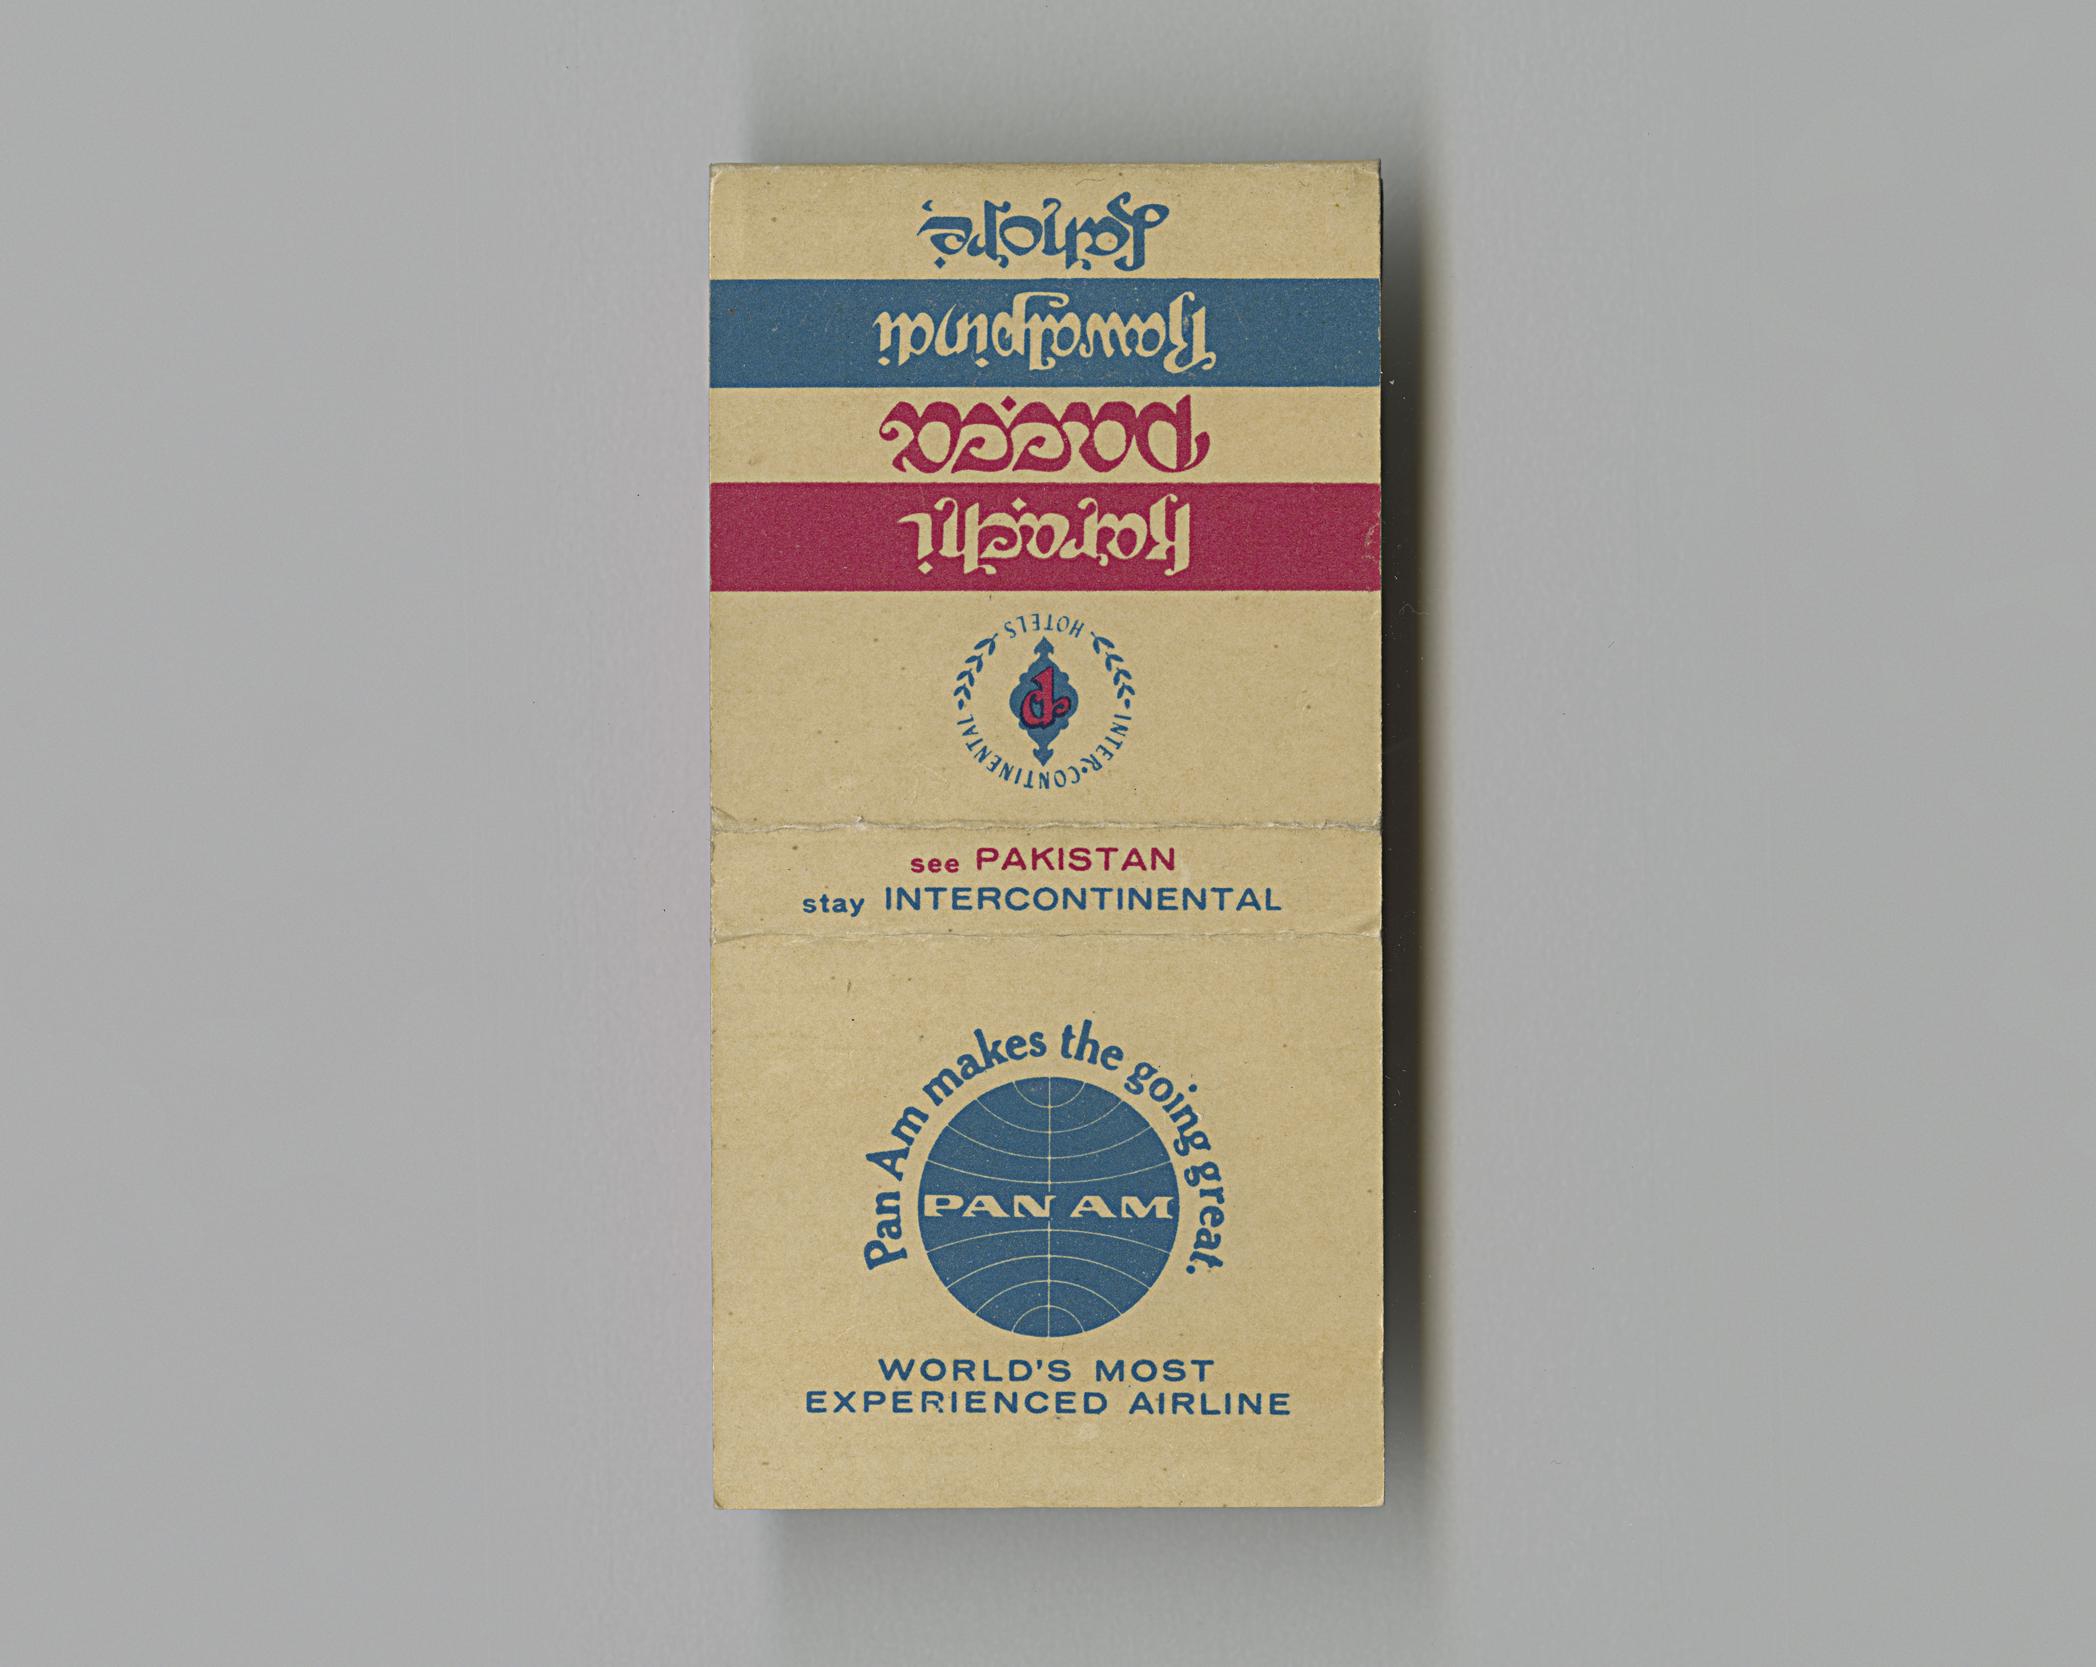 Lahore
Rawalpindi
Dacca
Karachi
HOTELS
INTER•CONTINENTAL
P
see PAKISTAN
stay INTERCONTINENTAL
Pan Am makes the going great.
PAN AM
WORLD'S MOST
EXPERIENCED AIRLINE